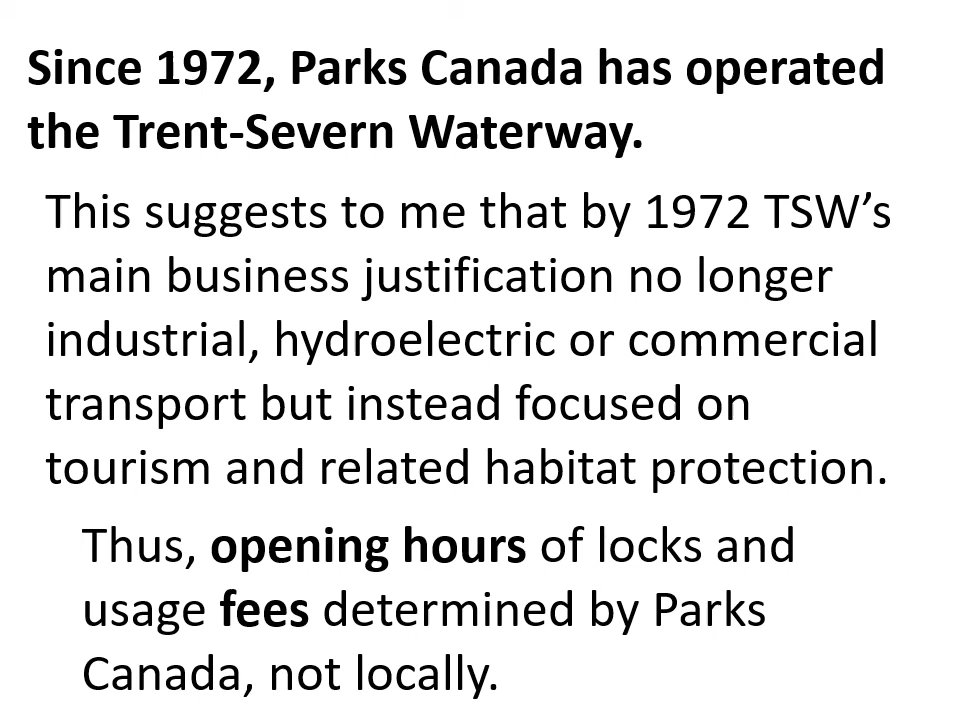 Since 1972, Parks Canada has operated
the Trent-Severn Waterway.
This suggests to me that by 1972 TSW’s
main business justification no longer
industrial, hydroelectric or commercial
transport but instead focused on
tourism and related habitat protection.
Thus, opening hours of locks and
usage fees determined by Parks
Canada, not locally.